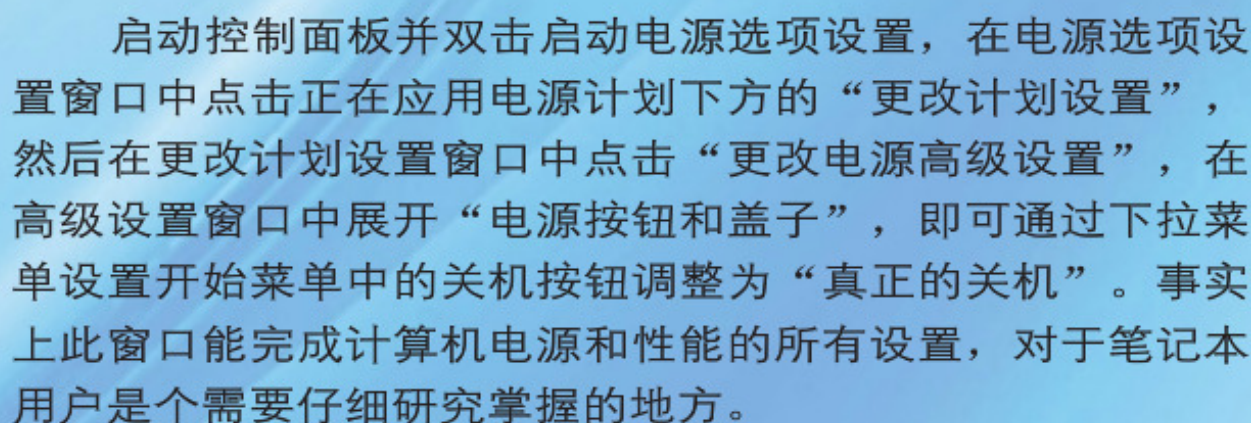 启动控制面板并双击启动电源选项设置，在电源选项设
置窗口中点击正在应用电源计划下方的“更改计划设置”，
然后在更改计划设置窗口中点击“更改电源高级设置”，在
高级设置窗口中展开“电源按钮和盖子”，即可通过下拉菜
单设置开始菜单中的关机按钮调整为“真正的关机”。事实
上此窗口能完成计算机电源和性能的所有设置，对于笔记本
用户是个需要仔细研究掌握的地方。